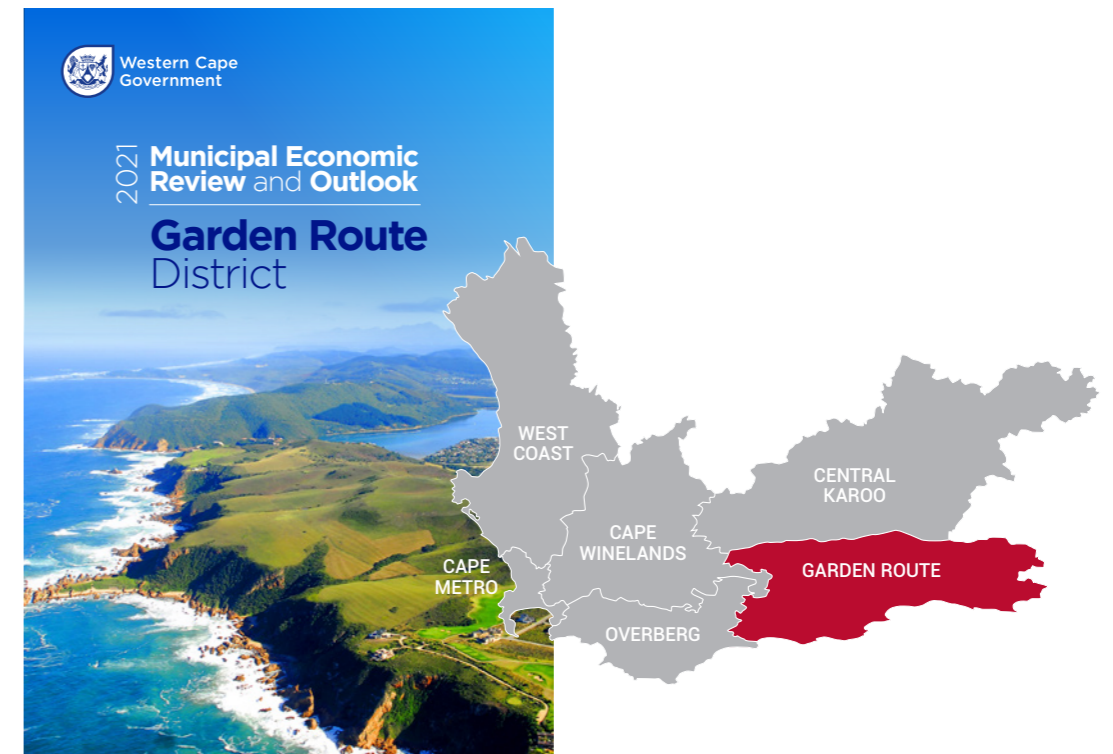 Western Cape
Government
2021
Municipal Economic
Review and Outlook
Garden Route
District
WEST
COAST
CENTRAL
KAROO
CAPE
WINELANDS
CAPE
METRO
GARDEN ROUTE
OVERBERG